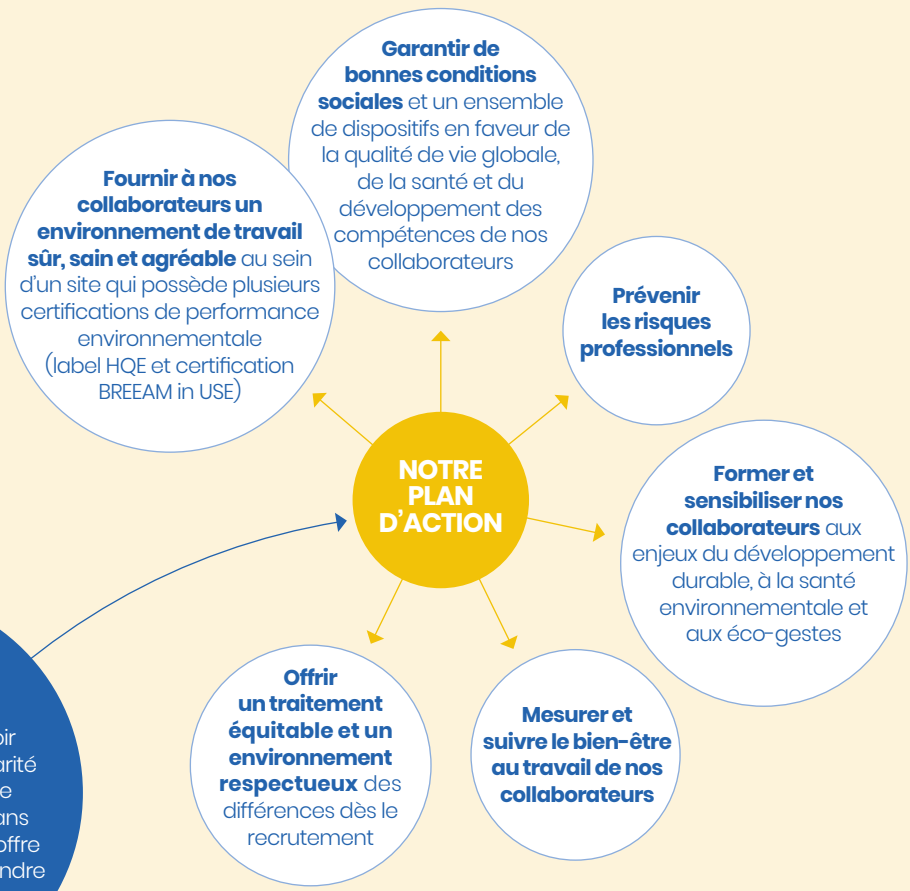 Garantir de
bonnes conditions
sociales et un ensemble
de dispositifs en faveur de
la qualité de vie globale,
de la santé et du
développement des
compétences de nos
collaborateurs
Fournir à nos
collaborateurs un
environnement de travail
sûr, sain et agréable au sein
d'un site qui possède plusieurs
certifications de performance
environnementale
(label HQE et certification
BREEAM in USE)
Prévenir
les risques
professionnels
NOTRE
PLAN
D'ACTION
Former et
sensibiliser nos
collaborateurs aux
enjeux du développement
durable, à la santé
environnementale et
aux éco-gestes
Offrir
un traitement
équitable et un
environnement
respectueux des
différences dès le
recrutement
Mesurer et
suivre le bien-être
au travail de nos
collaborateurs
offre